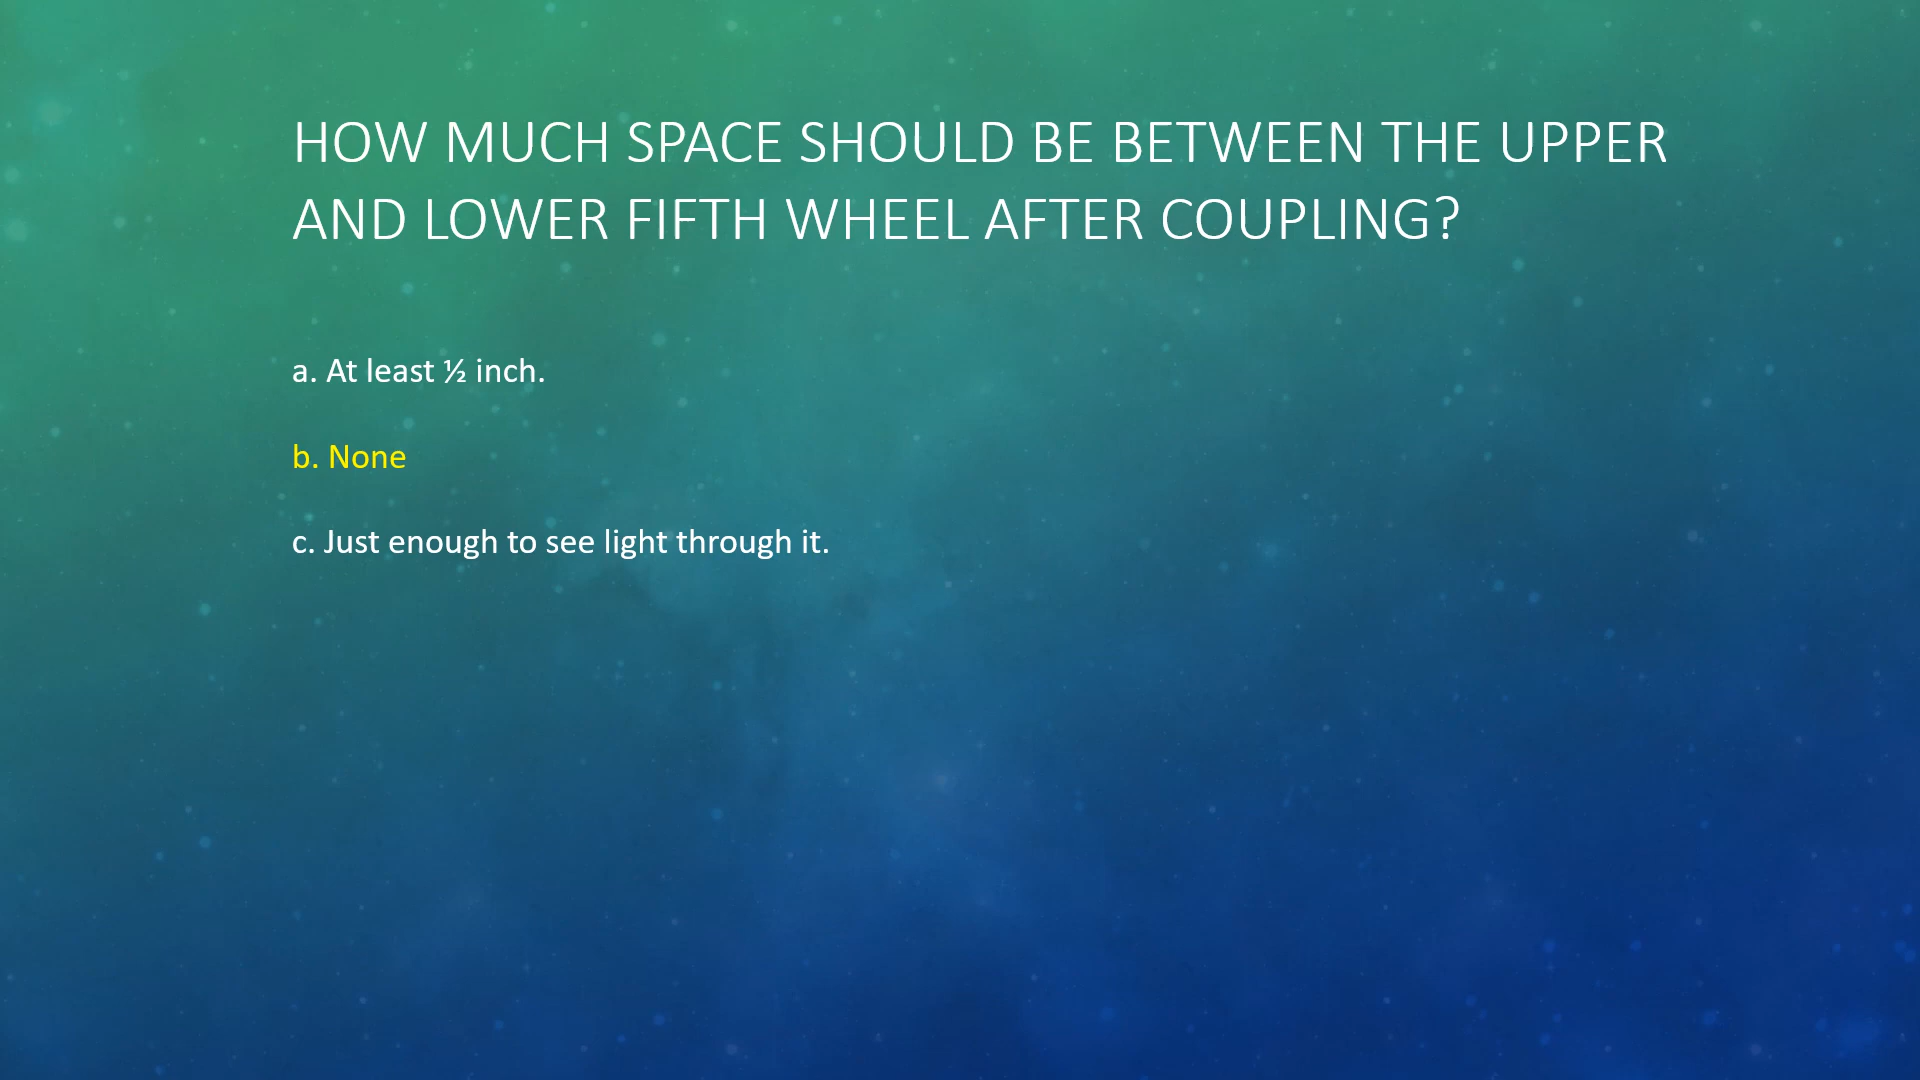 HOW MUCH SPACE SHOULD BE BETWEEN THE UPPER
AND LOWER FIFTH WHEEL AFTER COUPLING?
a. At least ½ inch.
b. None
c. Just enough to see light through it.